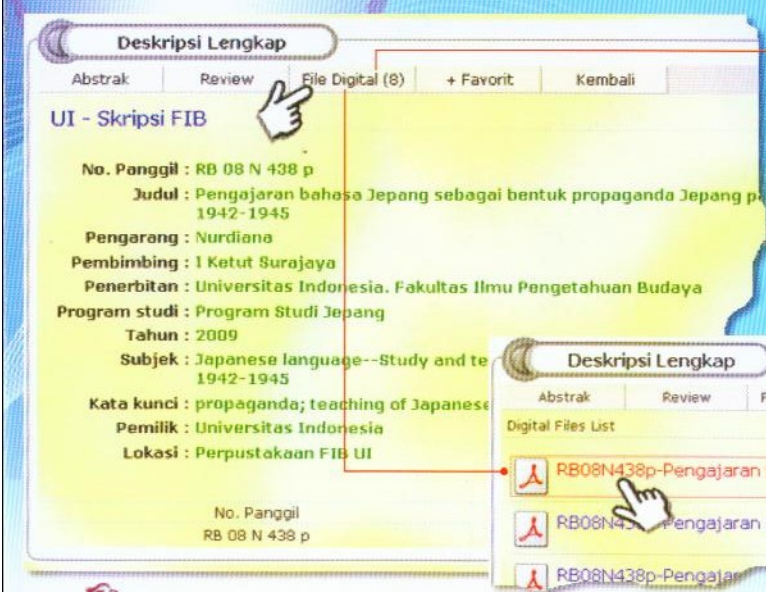 Deskripsi Lengkap
Abstrak Review File Digital (8) + Favorit Kembali
UI - Skripsi FIB
No. Panggil : RB 08 N 438 p
Judul : Pengajaran bahasa Jepang sebagai bentuk propaganda Jepang
1942-1945
Pengarang : Nurdiana
Pembimbing : I Ketut Surajaya
Penerbitan : Universitas Indonesia. Fakultas Ilmu Pengetahuan Budaya
Program studi : Program Studi Jepang
Tahun : 2009
Subjek : Japanese language--Study and te
1942-1945
Kata kunci : propaganda; teaching of Japanese
Pemilik : Universitas Indonesia
Lokasi : Perpustakaan FIB UI
No. Panggil
RB 08 N 438 p
Deskripsi Lengkap
Abstrak Review
Digital Files List
RB08N438p-Pengajaran
RB08N438p-Pengajaran
RB08N438p-Pengajar